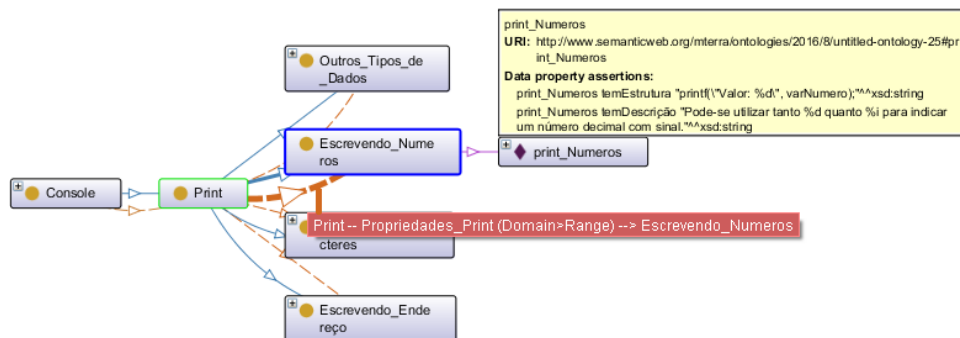 print_Numeros
URI: http://www.semanticweb.org/mterra/ontologies/2016/8/untitled-ontology-25#pr
int_Numeros
Data property assertions:
print_Numeros temEstrutura "printf(\"Valor: %d\", varNumero);"^^xsd:string
print_Numeros temDescrição "Pode-se utilizar tanto %d quanto %i para indicar
um número decimal com sinal."^^xsd:string
Outros_Tipos_de
_Dados
Escrevendo_Nume
ros
print_Numeros
Console
Print
Print -- Propriedades_Print (Domain>Range) --> Escrevendo_Numeros
cteres
Escrevendo_Ende
reço